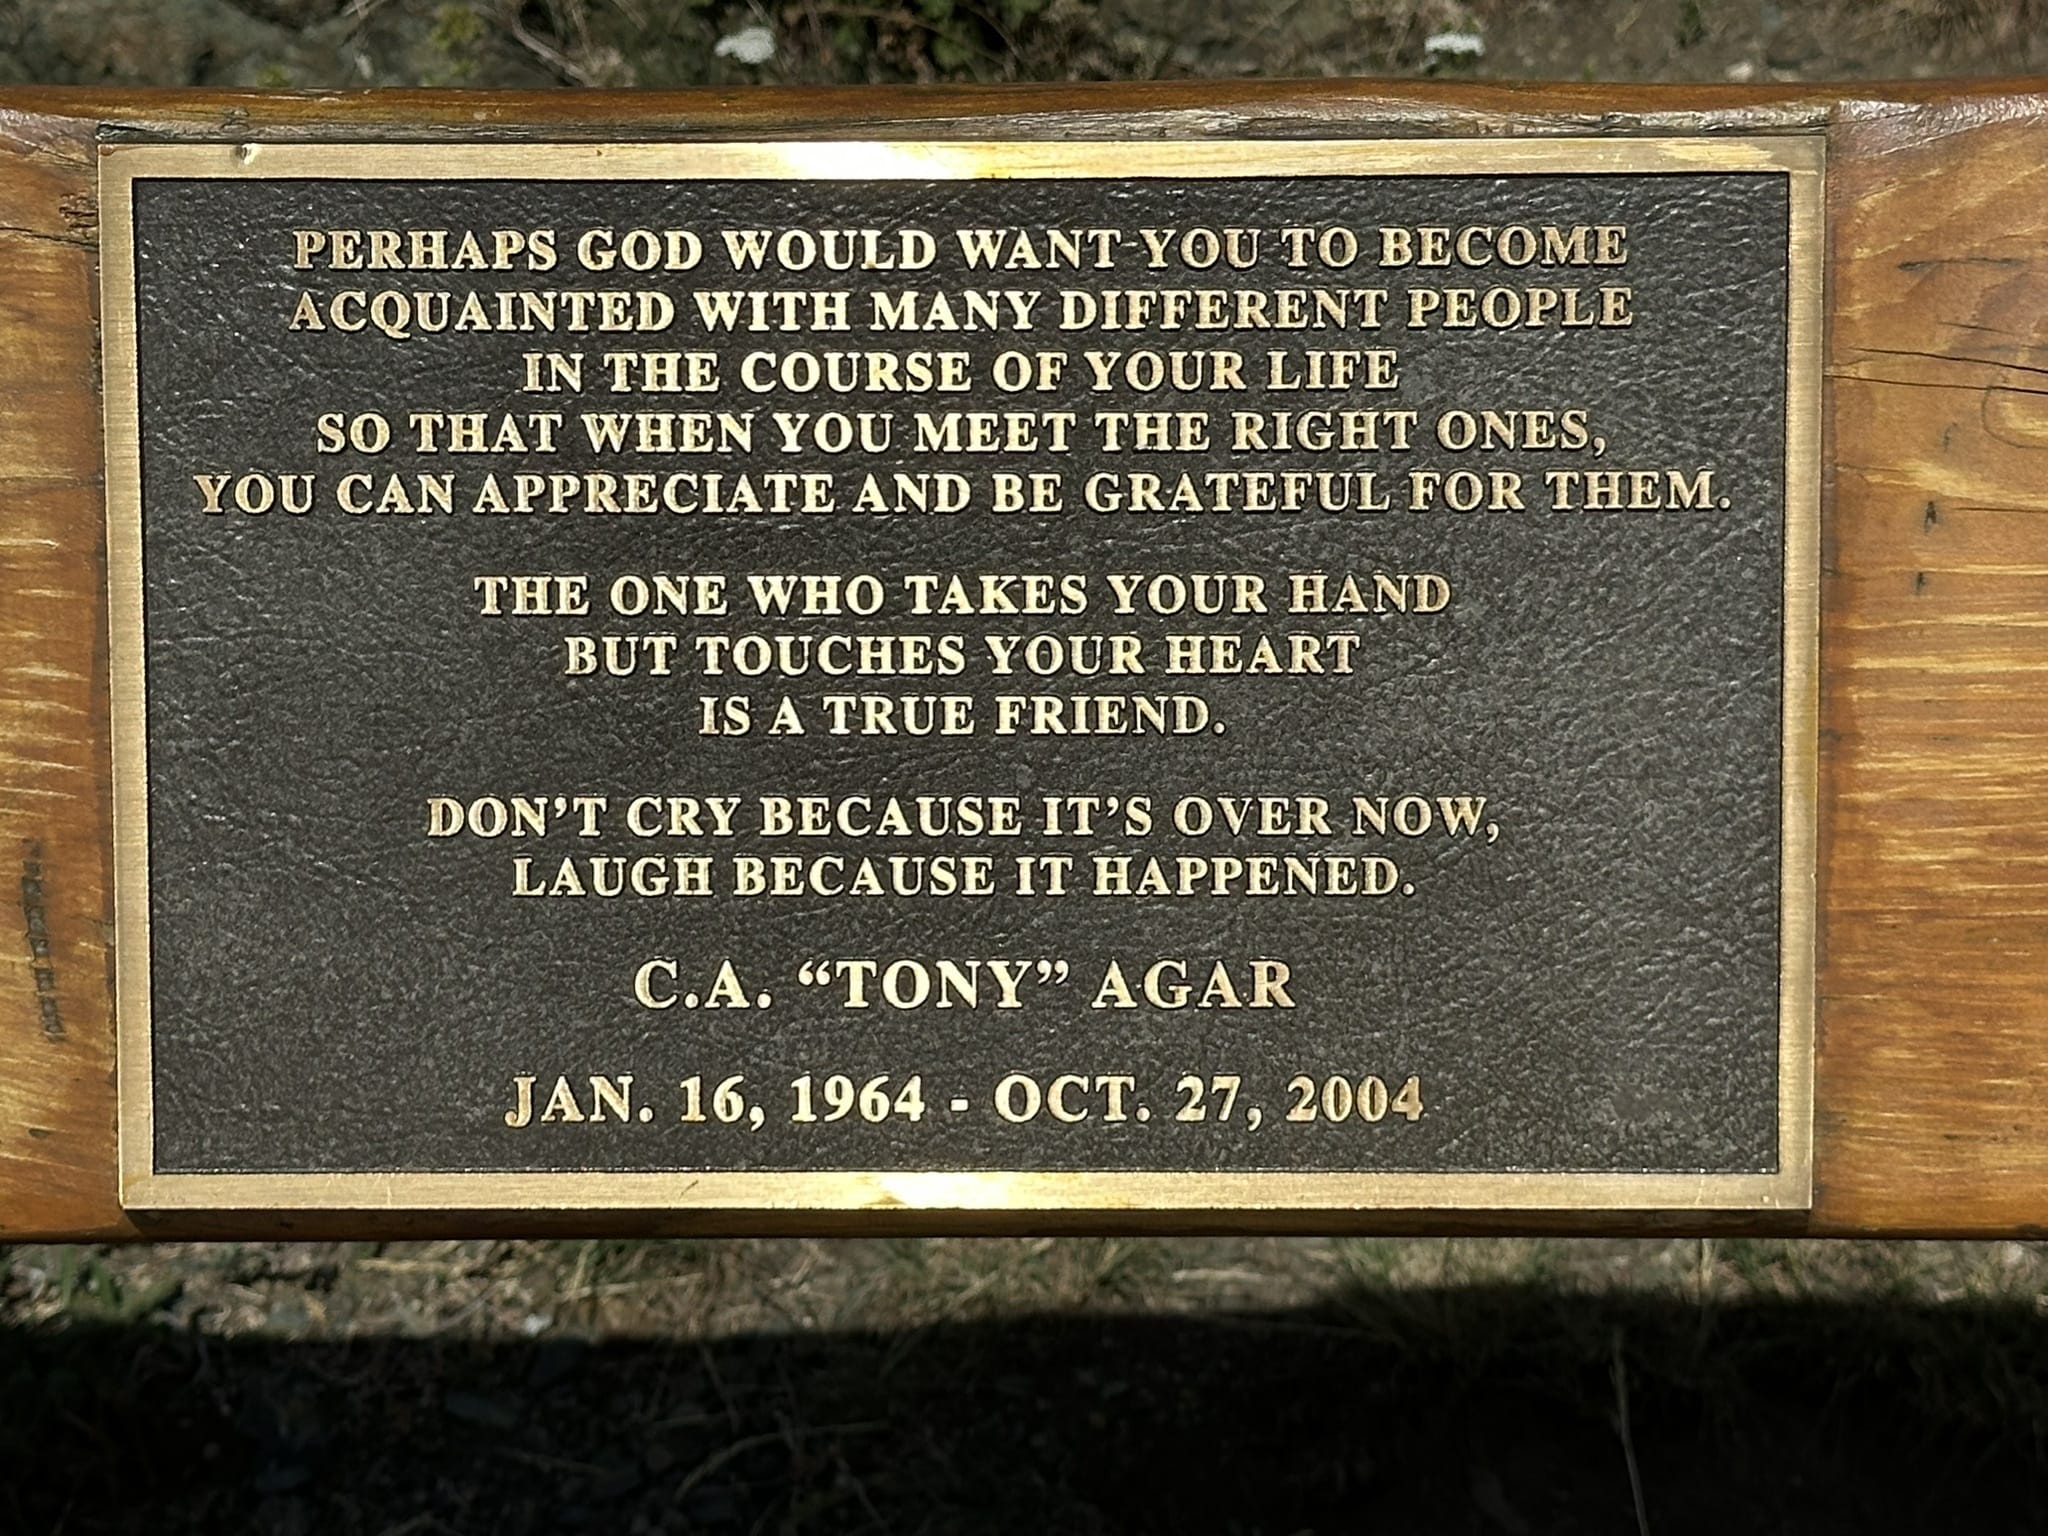 PERHAPS GOD WOULD WANT YOU TO BECOME
ACQUAINTED WITH MANY DIFFERENT PEOPLE
IN THE COURSE OF YOUR LIFE
SO THAT WHEN YOU MEET THE RIGHT ONES,
YOU CAN APPRECIATE AND BE GRATEFUL FOR THEM.
THE ONE WHO TAKES YOUR HAND
BUT TOUCHES YOUR HEART
IS A TRUE FRIEND.
DON’T CRY BECAUSE IT’S OVER NOW,
LAUGH BECAUSE IT HAPPENED.
C.A. “TONY” AGAR
JAN. 16, 1964 - OCT. 27, 2004